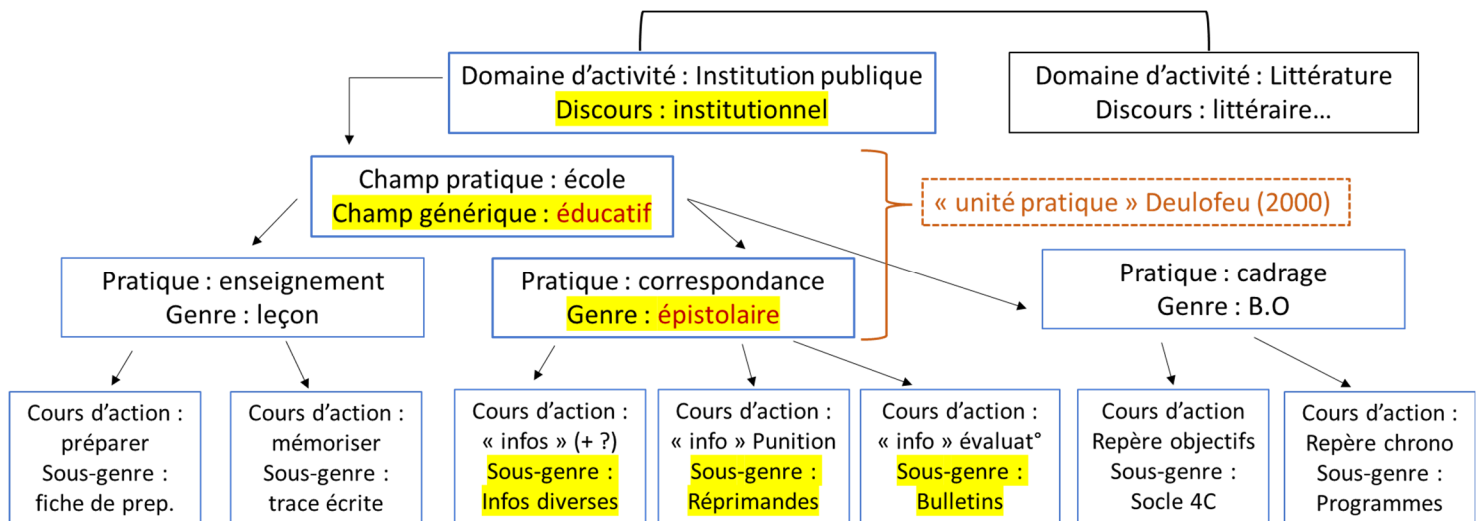 Domaine d'activité : Institution publique
Discours : institutionnel
Domaine d'activité : Littérature
Discours : littéraire...
Champ pratique : école
Champ générique : éducatif
« unité pratique » Deulofeu (2000)
Pratique : enseignement
Genre : leçon
Pratique : correspondance
Genre : épistolaire
Pratique : cadrage
Genre : B.O
Cours d'action :
préparer
Sous-genre :
fiche de prep.
Cours d'action :
mémoriser
Sous-genre :
trace écrite
Cours d'action :
« infos » (+ ?)
Sous-genre :
Infos diverses
Cours d'action :
« info » Punition
Sous-genre :
Réprimandes
Cours d'action :
« info » évaluat°
Sous-genre :
Bulletins
Cours d'action
Repère objectifs
Sous-genre :
Socle 4C
Cours d'action :
Repère chrono
Sous-genre :
Programmes